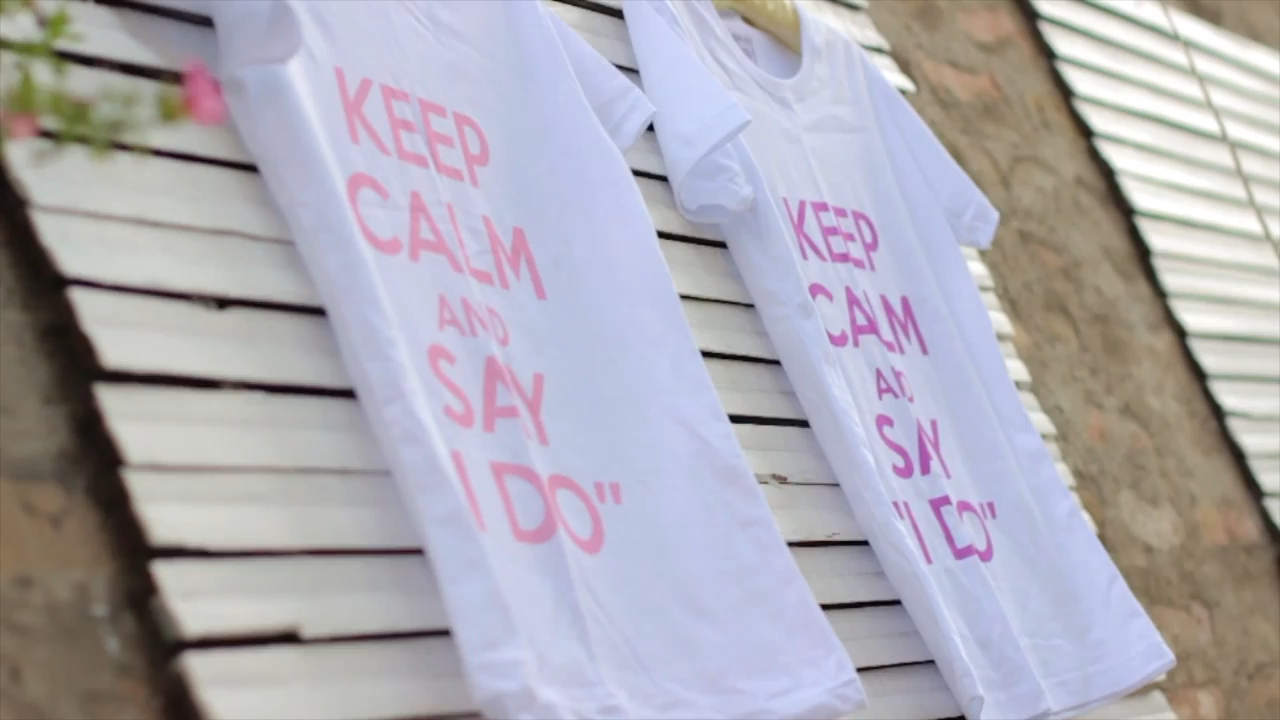 KEEP
CALM
AND
SAY
I DO"
KEEP
CALM
AND
SAY
"I DO"